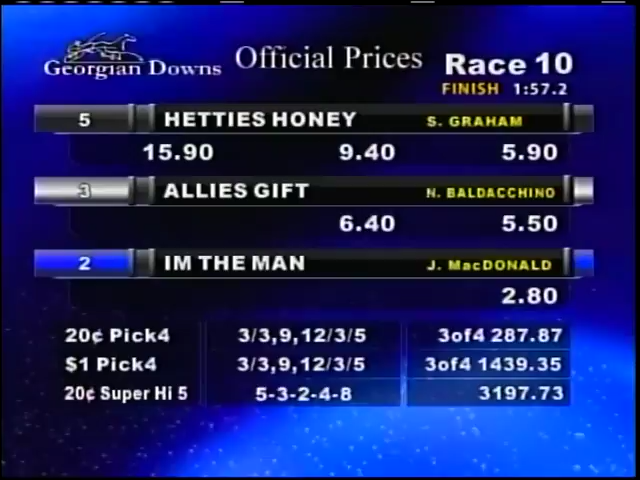 Georgian Downs
Official Prices
Race 10
FINISH 1:57.2
5 HETTIES HONEY S. GRAHAM
15.90 9.40 5.90
3 ALLIES GIFT N. BALDACCHINO
6.40 5.50
2 IM THE MAN J. MacDONALD
2.80
20¢ Pick4 3/3,9,12/3/5 3of4 287.87
$1 Pick4 3/3,9,12/3/5 3of4 1439.35
20¢ Super Hi 5 5-3-2-4-8 3197.73